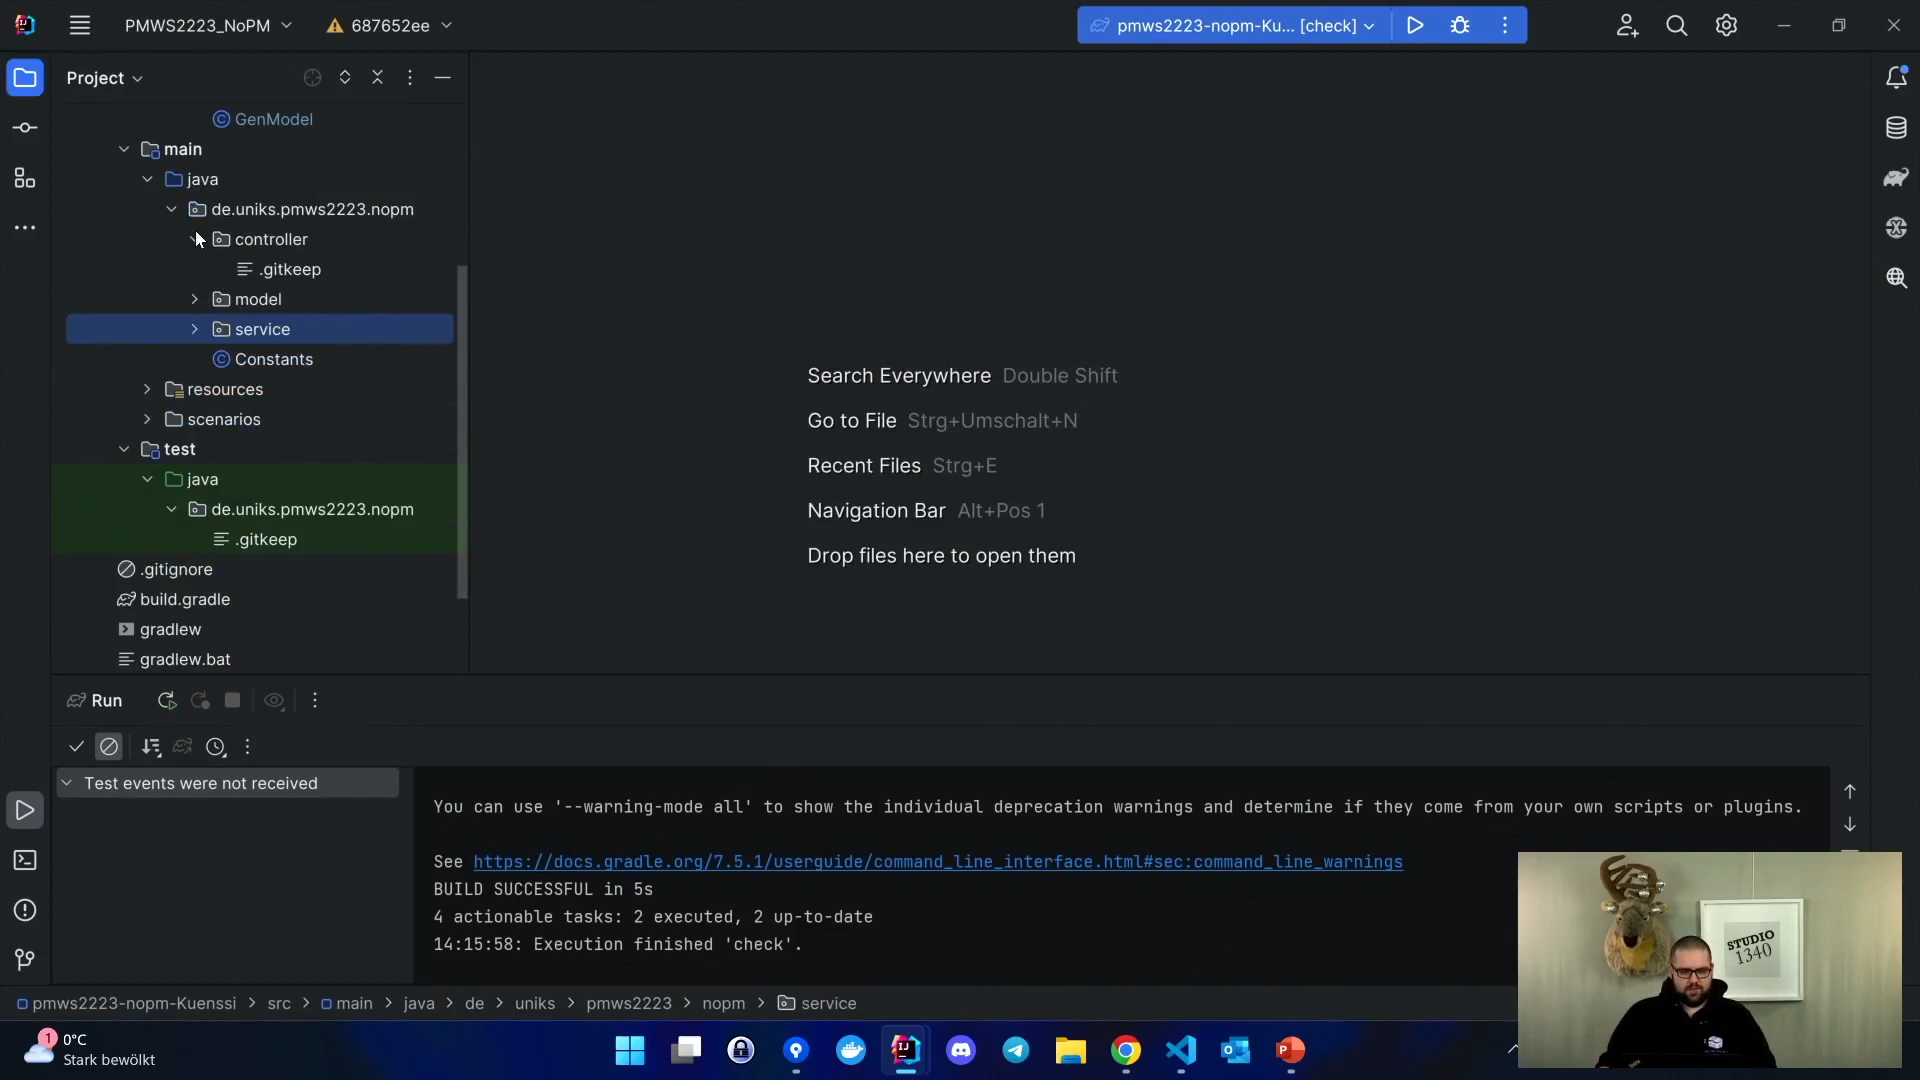 PMWS2223_NoPM
687652ee
pmws2223-nopm-Ku... [check]
Project
GenModel
main
java
de.uniks.pmws2223.nopm
controller
.gitkeep
model
service
Constants
resources
scenarios
test
java
de.uniks.pmws2223.nopm
.gitkeep
.gitignore
build.gradle
gradlew
gradlew.bat
Search Everywhere Double Shift
Go to File Strg+Umschalt+N
Recent Files Strg+E
Navigation Bar Alt+Pos 1
Drop files here to open them
Run
Test events were not received
You can use '--warning-mode all' to show the individual deprecation warnings and determine if they come from your own scripts or plugins.
See https://docs.gradle.org/7.5.1/userguide/command_line_interface.html#sec:command_line_warnings
BUILD SUCCESSFUL in 5s
4 actionable tasks: 2 executed, 2 up-to-date
14:15:58: Execution finished 'check'.
STUDIO
1340
pmws2223-nopm-Kuenssi > src > main > java > de > uniks > pmws2223 > nopm > service
1
0°C
Stark bewölkt